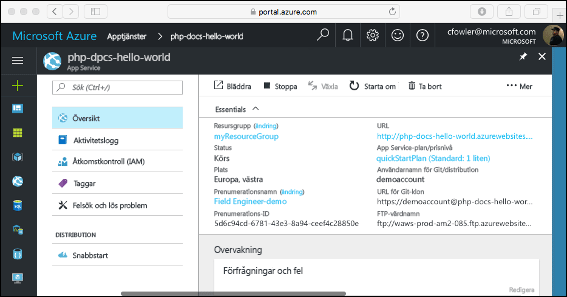 portal.azure.com
Microsoft Azure Apptjänster > php-dpcs-hello-world
cfowler@microsoft.com
MICROSOFT
php-dpcs-hello-world
App Service
Sök (Ctrl+/)
Översikt
Aktivitetslogg
Åtkomstkontroll (IAM)
Taggar
Felsök och lös problem
DISTRIBUTION
Snabbstart
Bläddra Stoppa Växla Starta om Ta bort ... Mer
Essentials
Resursgrupp (ändring)
myResourceGroup
Status
Körs
Plats
Europa, västra
Prenumerationsnamn (ändring)
Field Engineer-demo
Prenumerations-ID
5d6c94cd-6781-43e3-8a94-ceef4c28850e
URL
http://php-docs-hello-world.azurewebsites,...
App Service-plan/prisnivå
quickStartPlan (Standard: 1 liten)
Användarnamn för Git/distribution
demoaccount
URL för Git-klon
https://demoaccount@php-docs-hello-wor...
FTP-värdnamn
ftp://waws-prod-am2-085.ftp.azurewebsite...
Overvakning
Förfrågningar och fel
Redigera